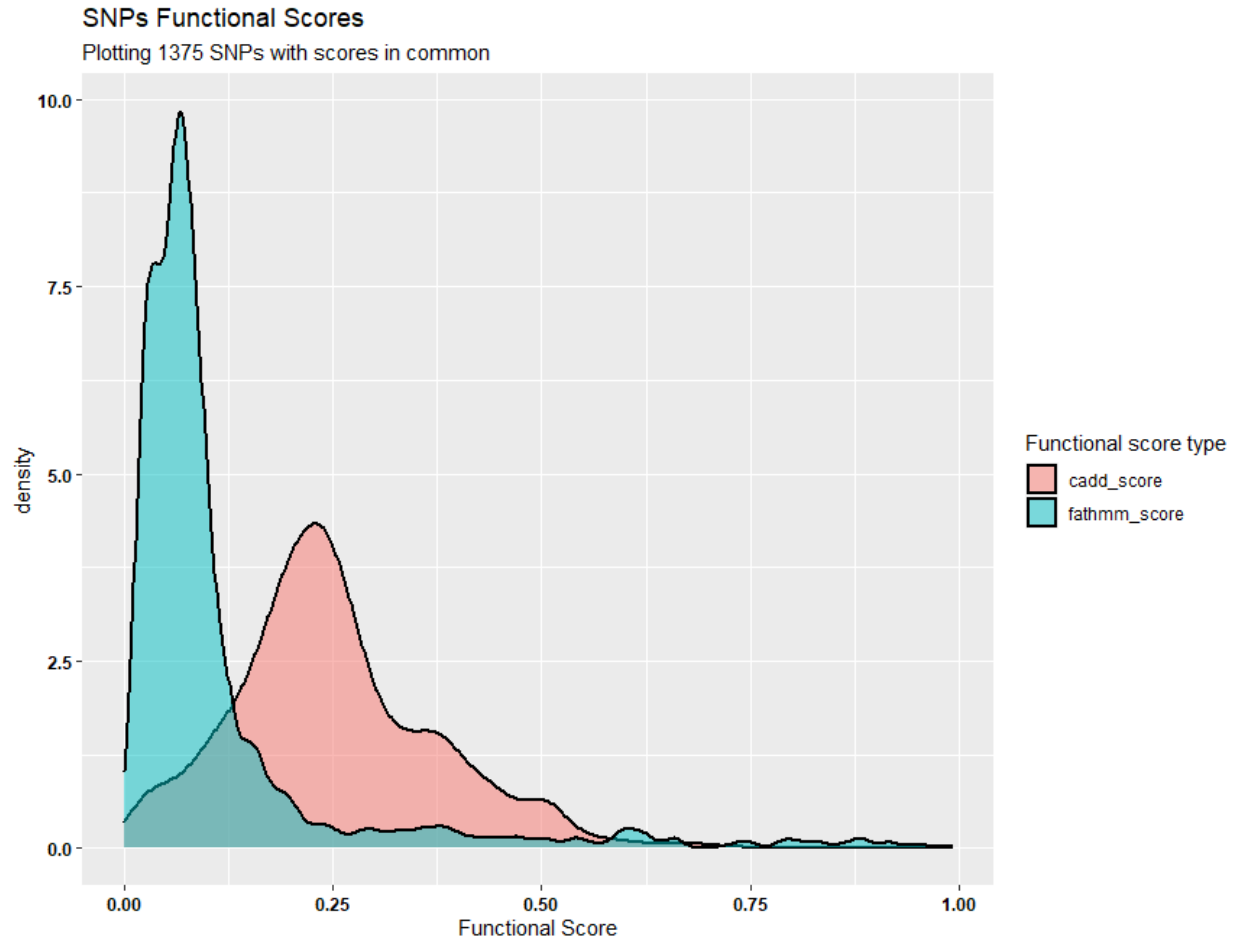 SNPs Functional Scores
Plotting 1375 SNPs with scores in common
10.0
7.5
5.0
2.5
0.0
density
0.00 0.25 0.50 0.75 1.00
Functional Score
Functional score type
cadd_score
fathmm_score